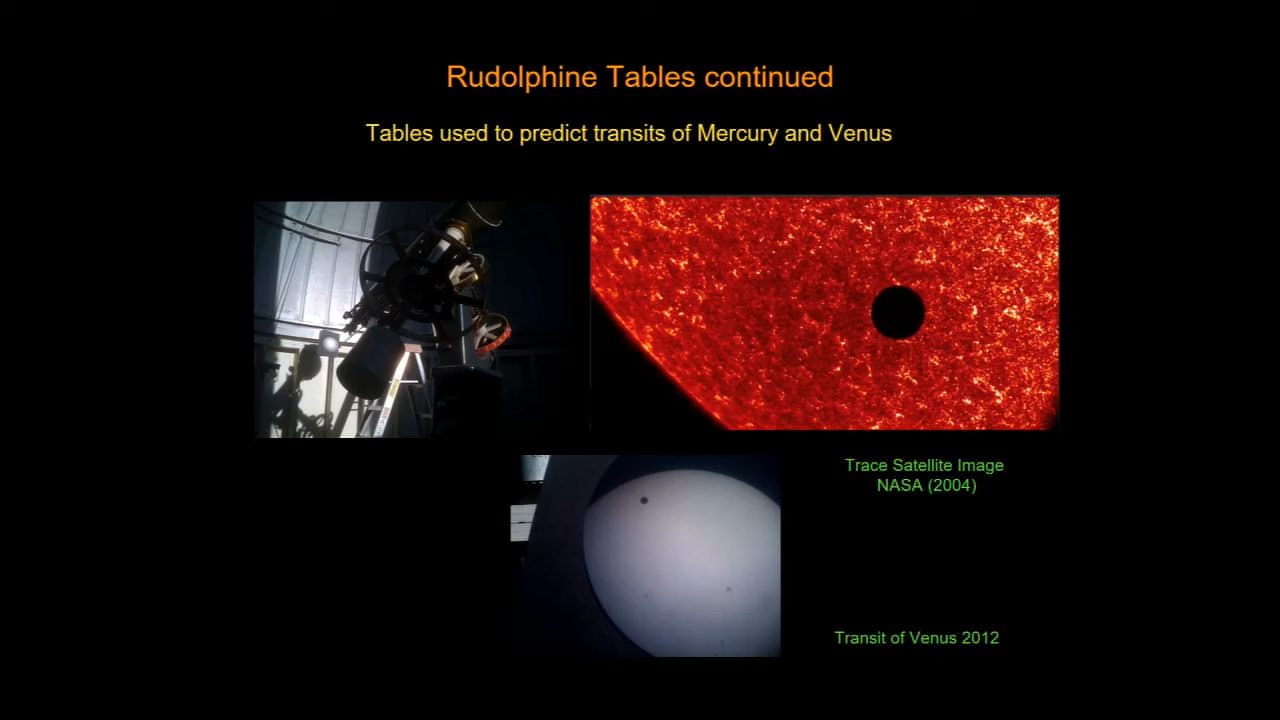 Rudolphine Tables continued
Tables used to predict transits of Mercury and Venus
Trace Satellite Image
NASA (2004)
Transit of Venus 2012